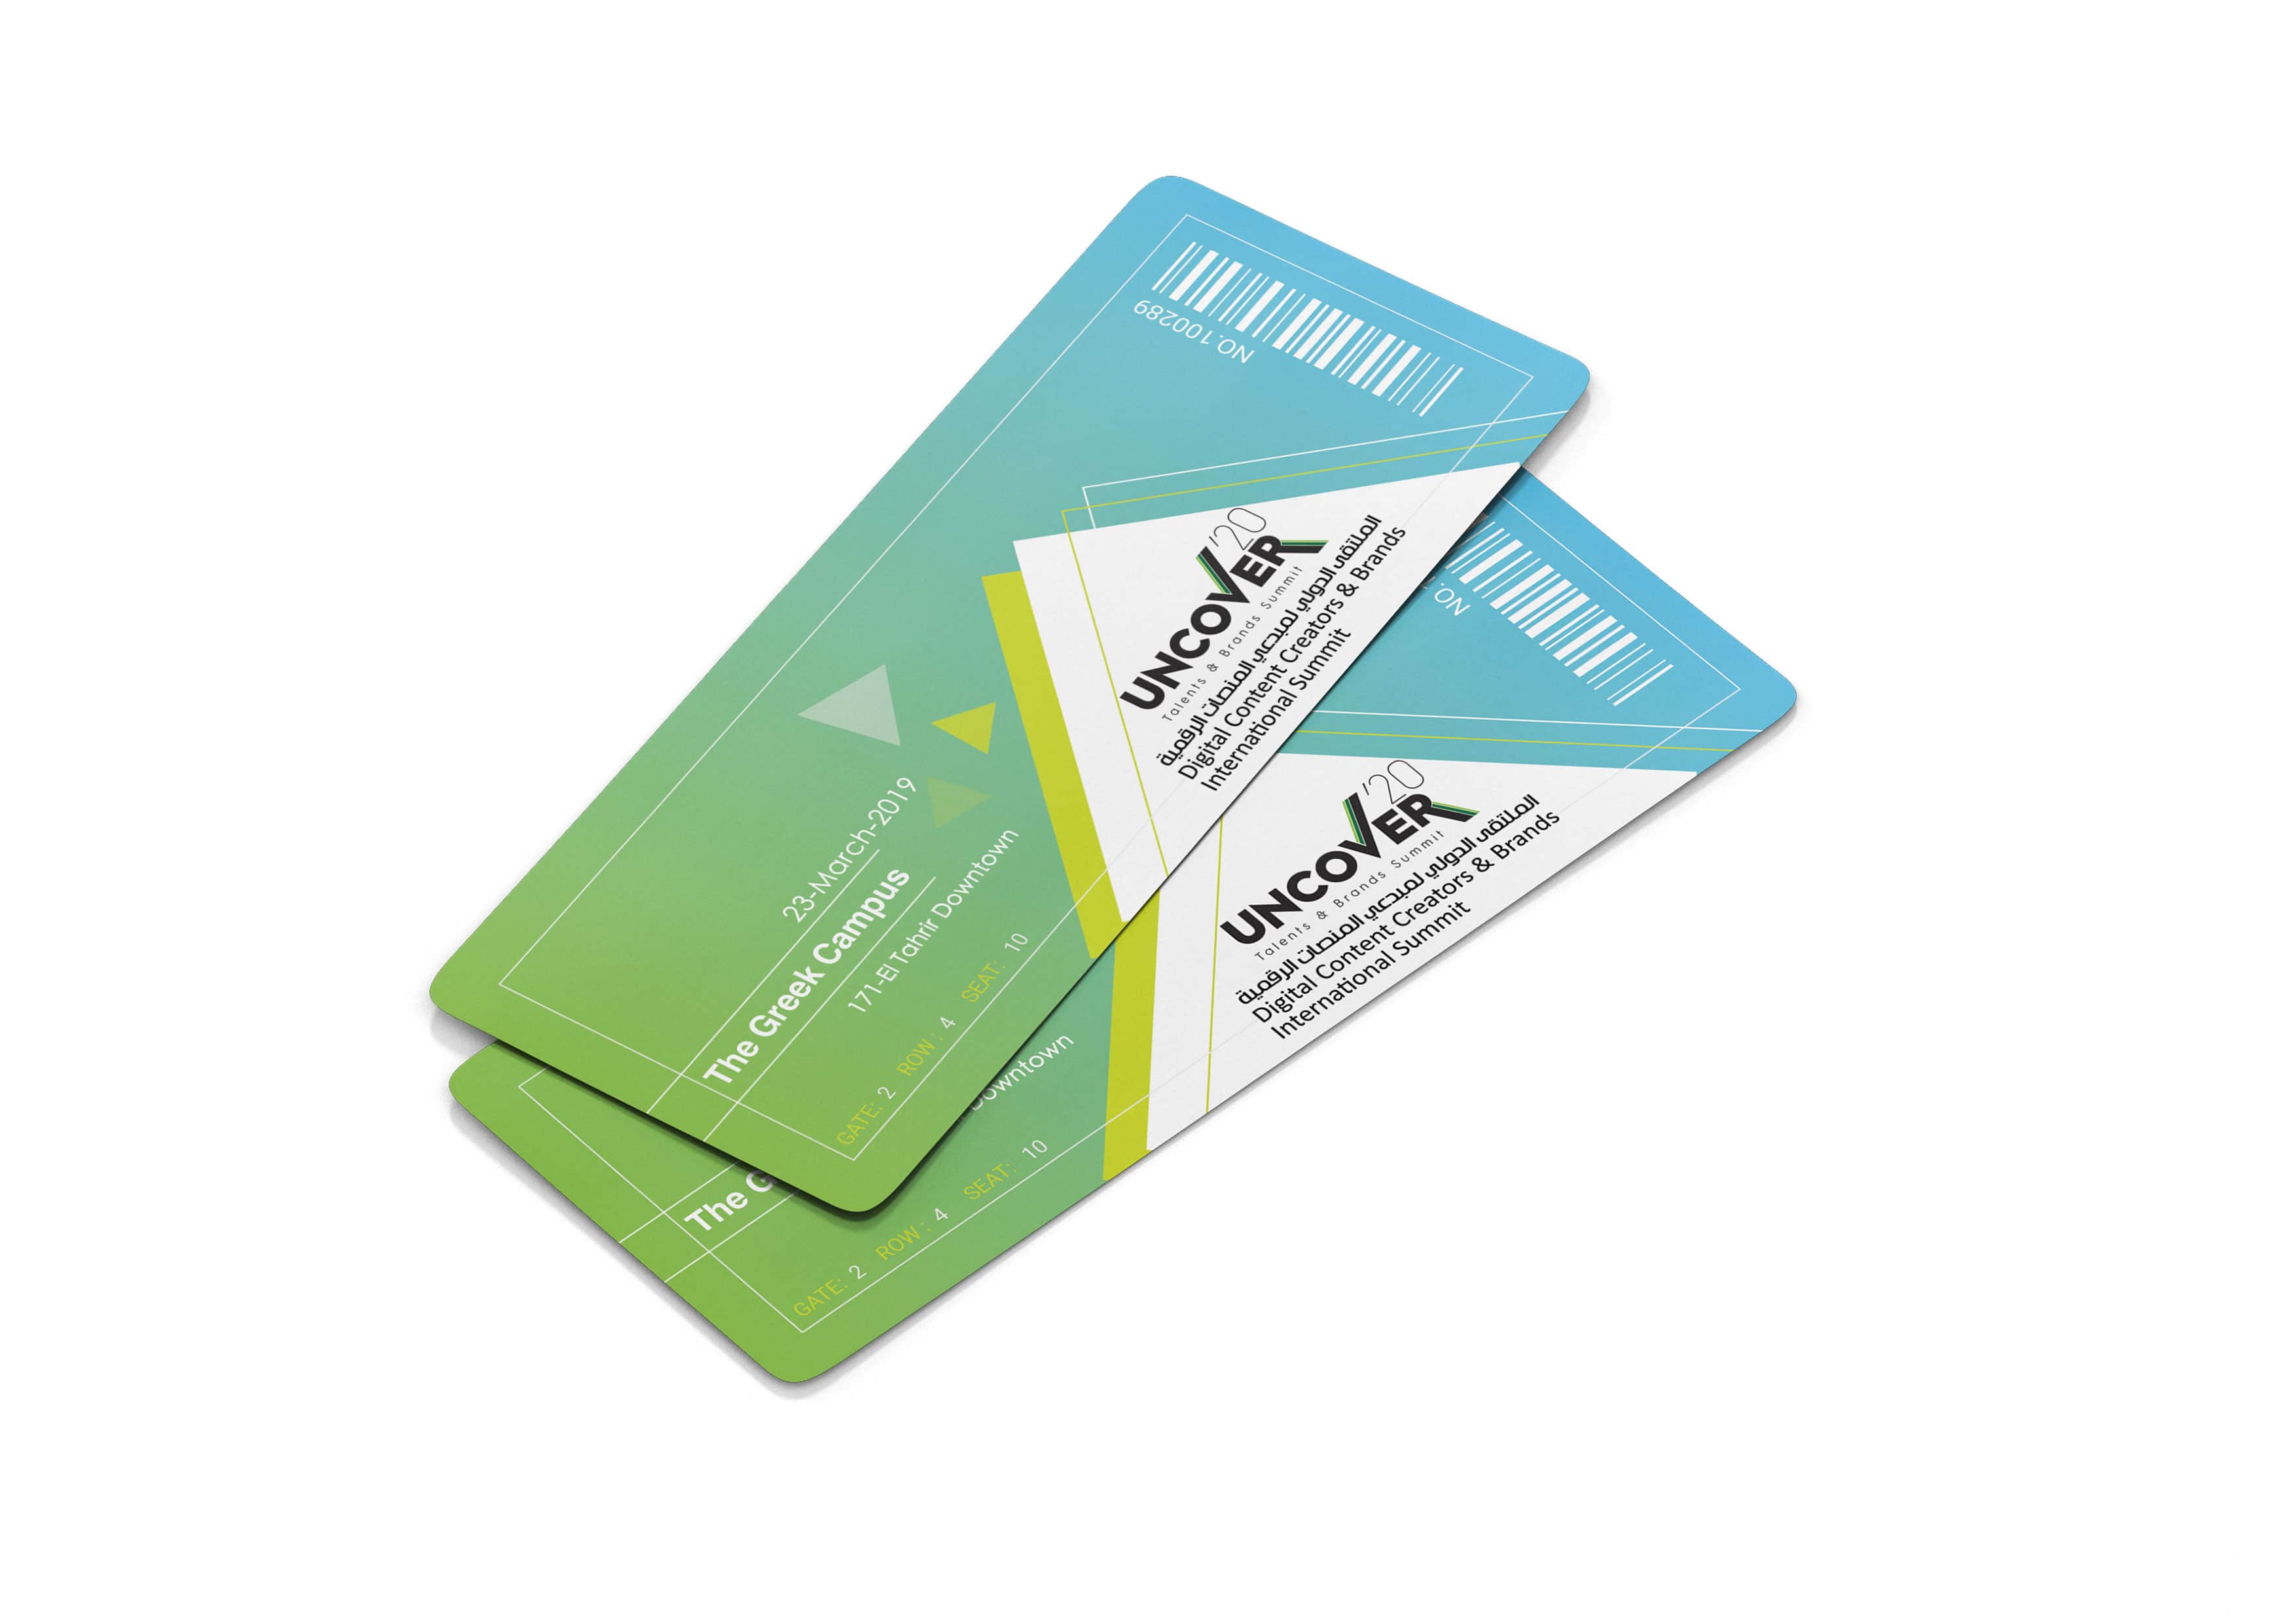 NO.100289
UNCOVER '20
Talents & Brands Summit
الملتقى الدولي لمبدعي المنصات الرقمية
Digital Content Creators & Brands
International Summit
23-March-2019
The Greek Campus
171-El Tahrir Downtown
GATE: 2 ROW : 4 SEAT: 10
NO.
UNCOVER '20
Talents & Brands Summit
الملتقى الدولي لمبدعي المنصات الرقمية
Digital Content Creators & Brands
International Summit
The G
Downtown
GATE: 2 ROW : 4 SEAT: 10